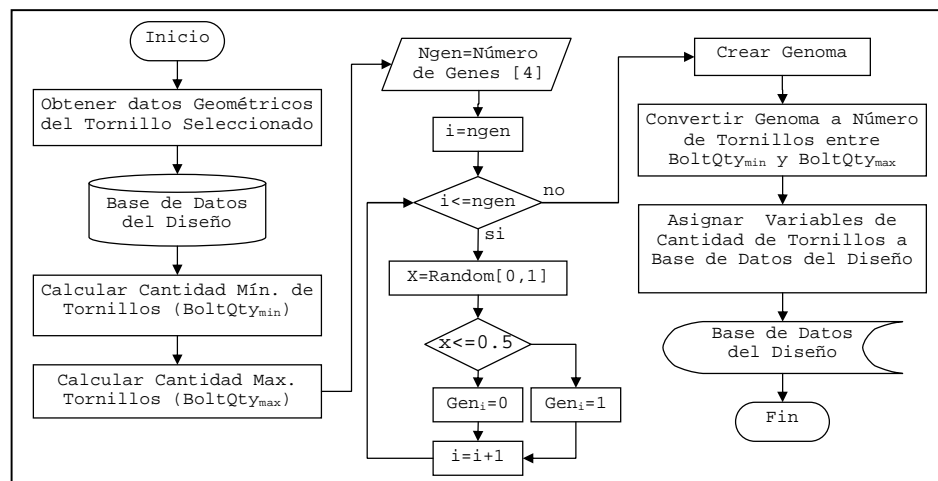 Inicio
Obtener datos Geométricos
del Tornillo Seleccionado
Base de Datos
del Diseño
Calcular Cantidad Mín. de
Tornillos (BoltQtymin)
Calcular Cantidad Max.
Tornillos (BoltQtymax)
Ngen=Número
de Genes [4]
i=ngen
i<=ngen
no
si
X=Random[0,1]
x<=0.5
Geni=0
Geni=1
i=i+1
Crear Genoma
Convertir Genoma a Número
de Tornillos entre
BoltQtymin y BoltQtymax
Asignar Variables de
Cantidad de Tornillos a
Base de Datos del Diseño
Base de Datos
del Diseño
Fin